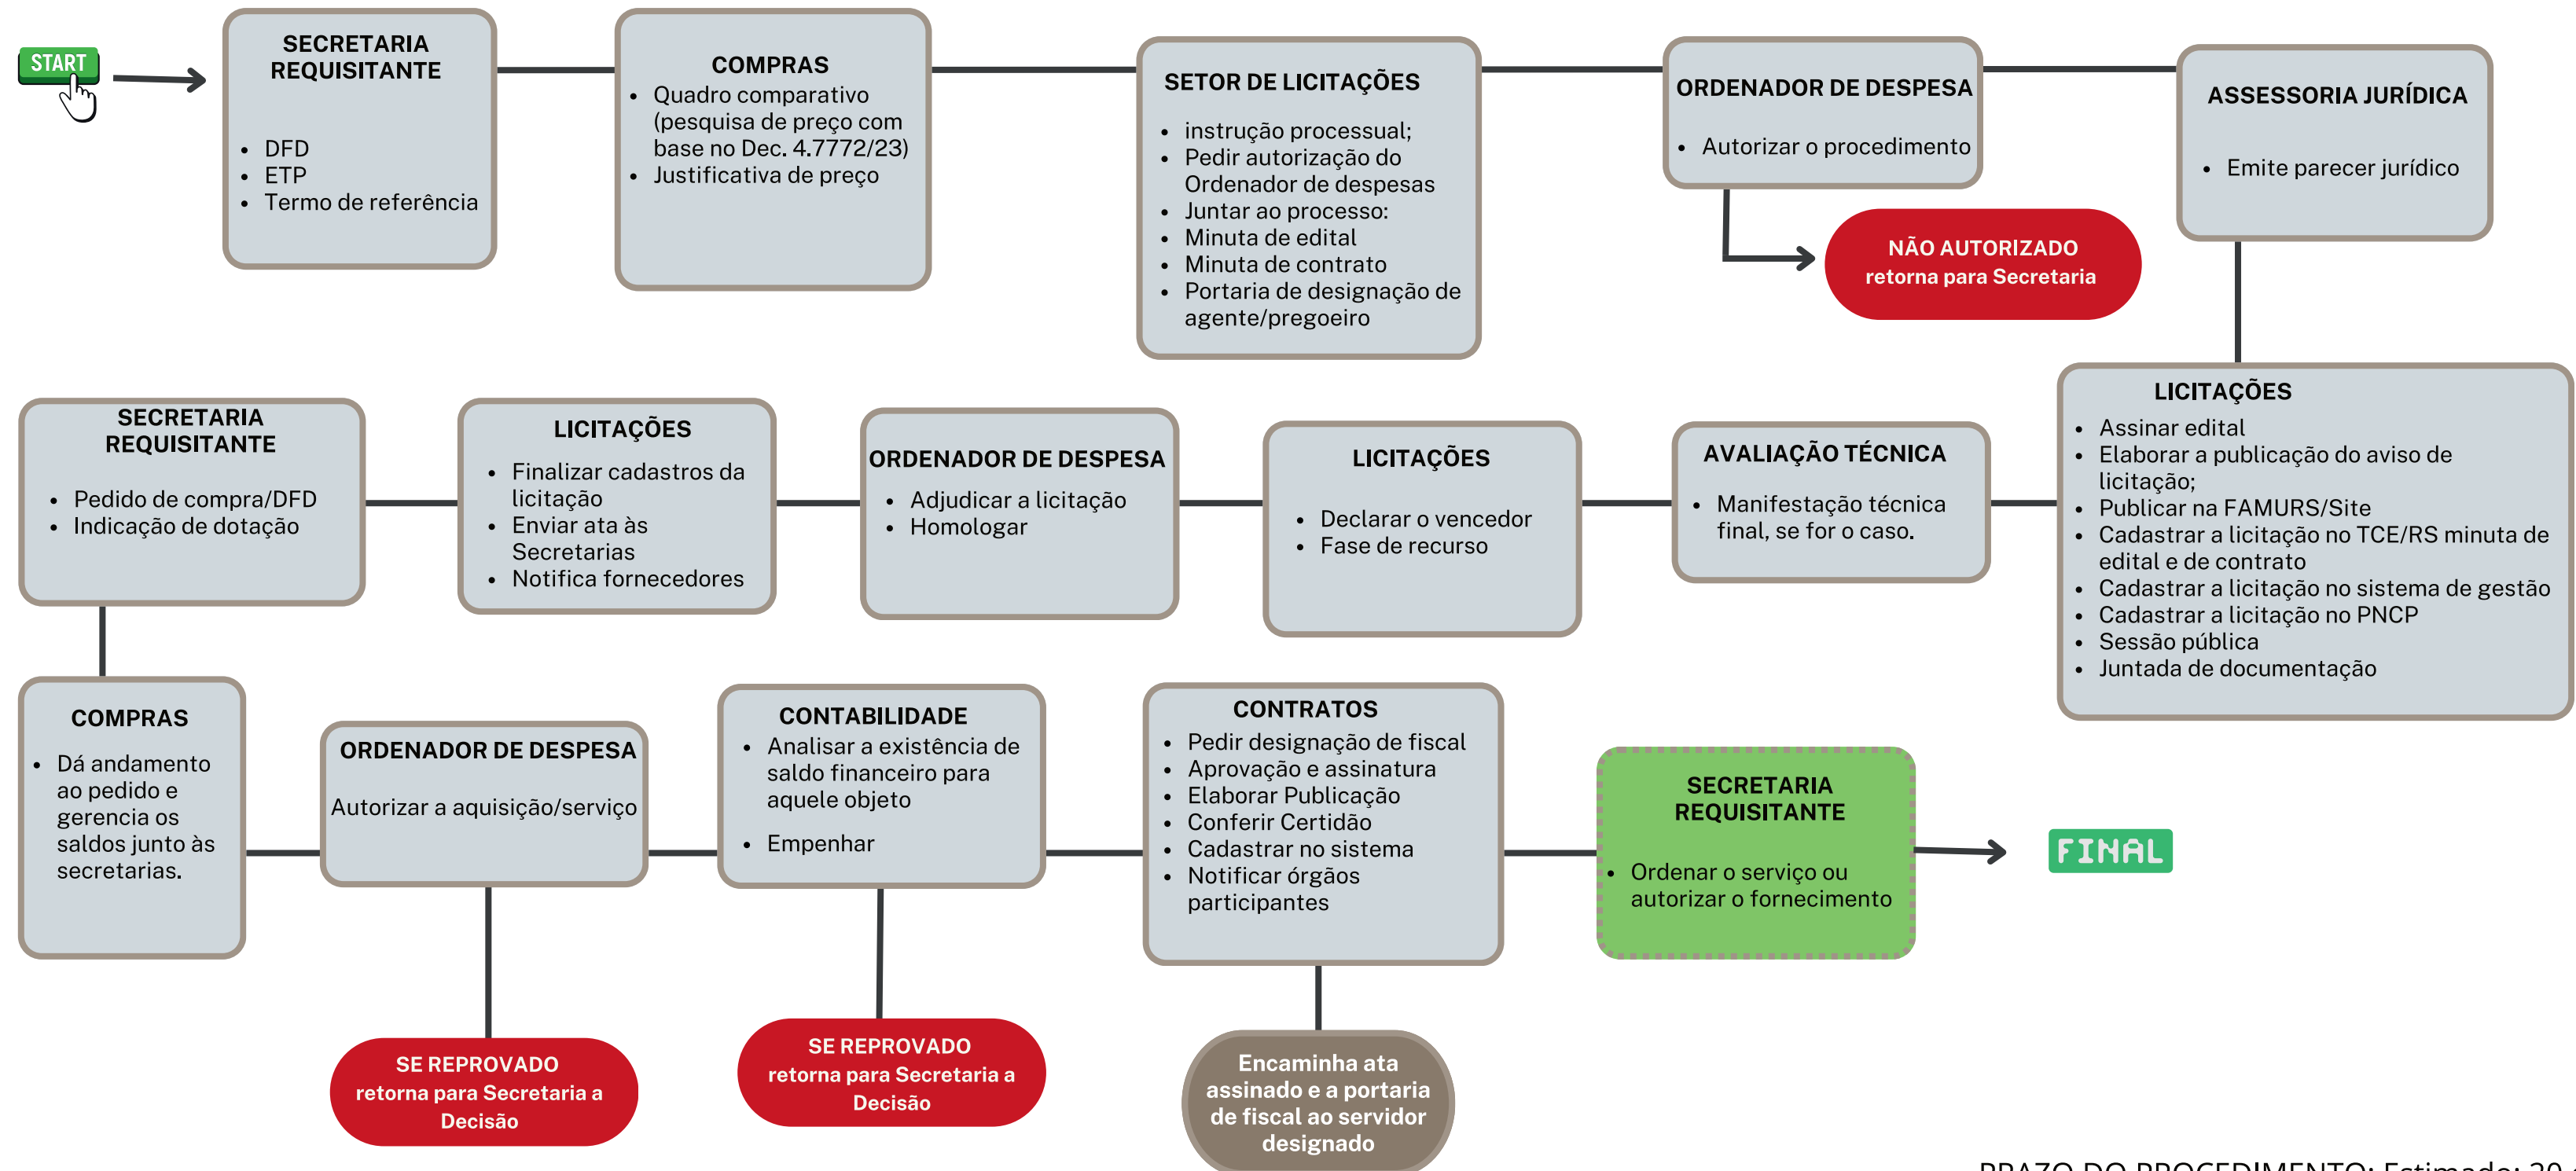 START
SECRETARIA
REQUISITANTE
• DFD
• ETP
• Termo de referência
COMPRAS
• Quadro comparativo
(pesquisa de preço com
base no Dec. 4.7772/23)
• Justificativa de preço
SETOR DE LICITAÇÕES
• instrução processual;
• Pedir autorização do
Ordenador de despesas
• Juntar ao processo:
• Minuta de edital
• Minuta de contrato
• Portaria de designação de
agente/pregoeiro
ORDENADOR DE DESPESA
• Autorizar o procedimento
NÃO AUTORIZADO
retorna para Secretaria
ASSESSORIA JURÍDICA
• Emite parecer jurídico
LICITAÇÕES
• Assinar edital
• Elaborar a publicação do aviso de
licitação;
• Publicar na FAMURS/Site
• Cadastrar a licitação no TCE/RS minuta de
edital e de contrato
• Cadastrar a licitação no sistema de gestão
• Cadastrar a licitação no PNCP
• Sessão pública
• Juntada de documentação
AVALIAÇÃO TÉCNICA
• Manifestação técnica
final, se for o caso.
LICITAÇÕES
• Declarar o vencedor
• Fase de recurso
ORDENADOR DE DESPESA
• Adjudicar a licitação
• Homologar
LICITAÇÕES
• Finalizar cadastros da
licitação
• Enviar ata às
Secretarias
• Notifica fornecedores
SECRETARIA
REQUISITANTE
• Pedido de compra/DFD
• Indicação de dotação
COMPRAS
• Dá andamento
ao pedido e
gerencia os
saldos junto às
secretarias.
ORDENADOR DE DESPESA
Autorizar a aquisição/serviço
SE REPROVADO
retorna para Secretaria a
Decisão
CONTABILIDADE
• Analisar a existência de
saldo financeiro para
aquele objeto
• Empenhar
SE REPROVADO
retorna para Secretaria a
Decisão
CONTRATOS
• Pedir designação de fiscal
• Aprovação e assinatura
• Elaborar Publicação
• Conferir Certidão
• Cadastrar no sistema
• Notificar órgãos
participantes
Encaminha ata
assinado e a portaria
de fiscal ao servidor
designado
SECRETARIA
REQUISITANTE
• Ordenar o serviço ou
autorizar o fornecimento
FINAL
PRAZO DO PROCEDIMENTO: Estimado: